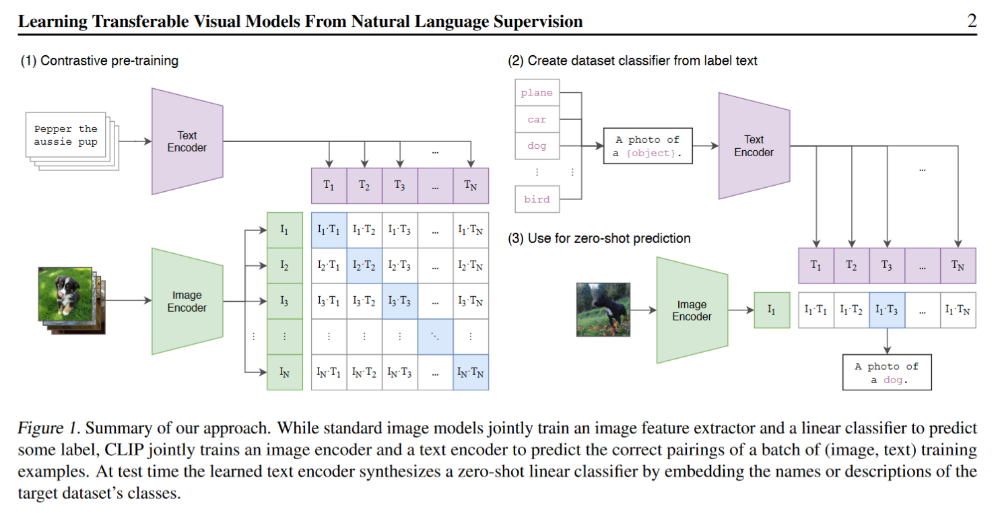 Learning Transferable Visual Models From Natural Language Supervision
2
(1) Contrastive pre-training
Pepper the
aussie pup
Text
Encoder
...
T1 T2 T3 ... TN
Image
Encoder
I1 I1·T1 I1·T2 I1·T3 ... I1·TN
I2 I2·T1 I2·T2 I2·T3 ... I2·TN
I3 I3·T1 I3·T2 I3·T3 ... I3·TN
⋮ ⋮ ⋮ ⋮ ⋮ ⋱ ⋮
IN IN·T1 IN·T2 IN·T3 ... IN·TN
(2) Create dataset classifier from label text
plane
car
dog
⋮ ⋮
bird
A photo of
a {object}.
Text
Encoder
...
(3) Use for zero-shot prediction
T1 T2 T3 ... TN
Image
Encoder
I1 I1·T1 I1·T2 I1·T3 ... I1·TN
A photo of
a dog.
Figure 1. Summary of our approach. While standard image models jointly train an image feature extractor and a linear classifier to predict
some label, CLIP jointly trains an image encoder and a text encoder to predict the correct pairings of a batch of (image, text) training
examples. At test time the learned text encoder synthesizes a zero-shot linear classifier by embedding the names or descriptions of the
target dataset's classes.